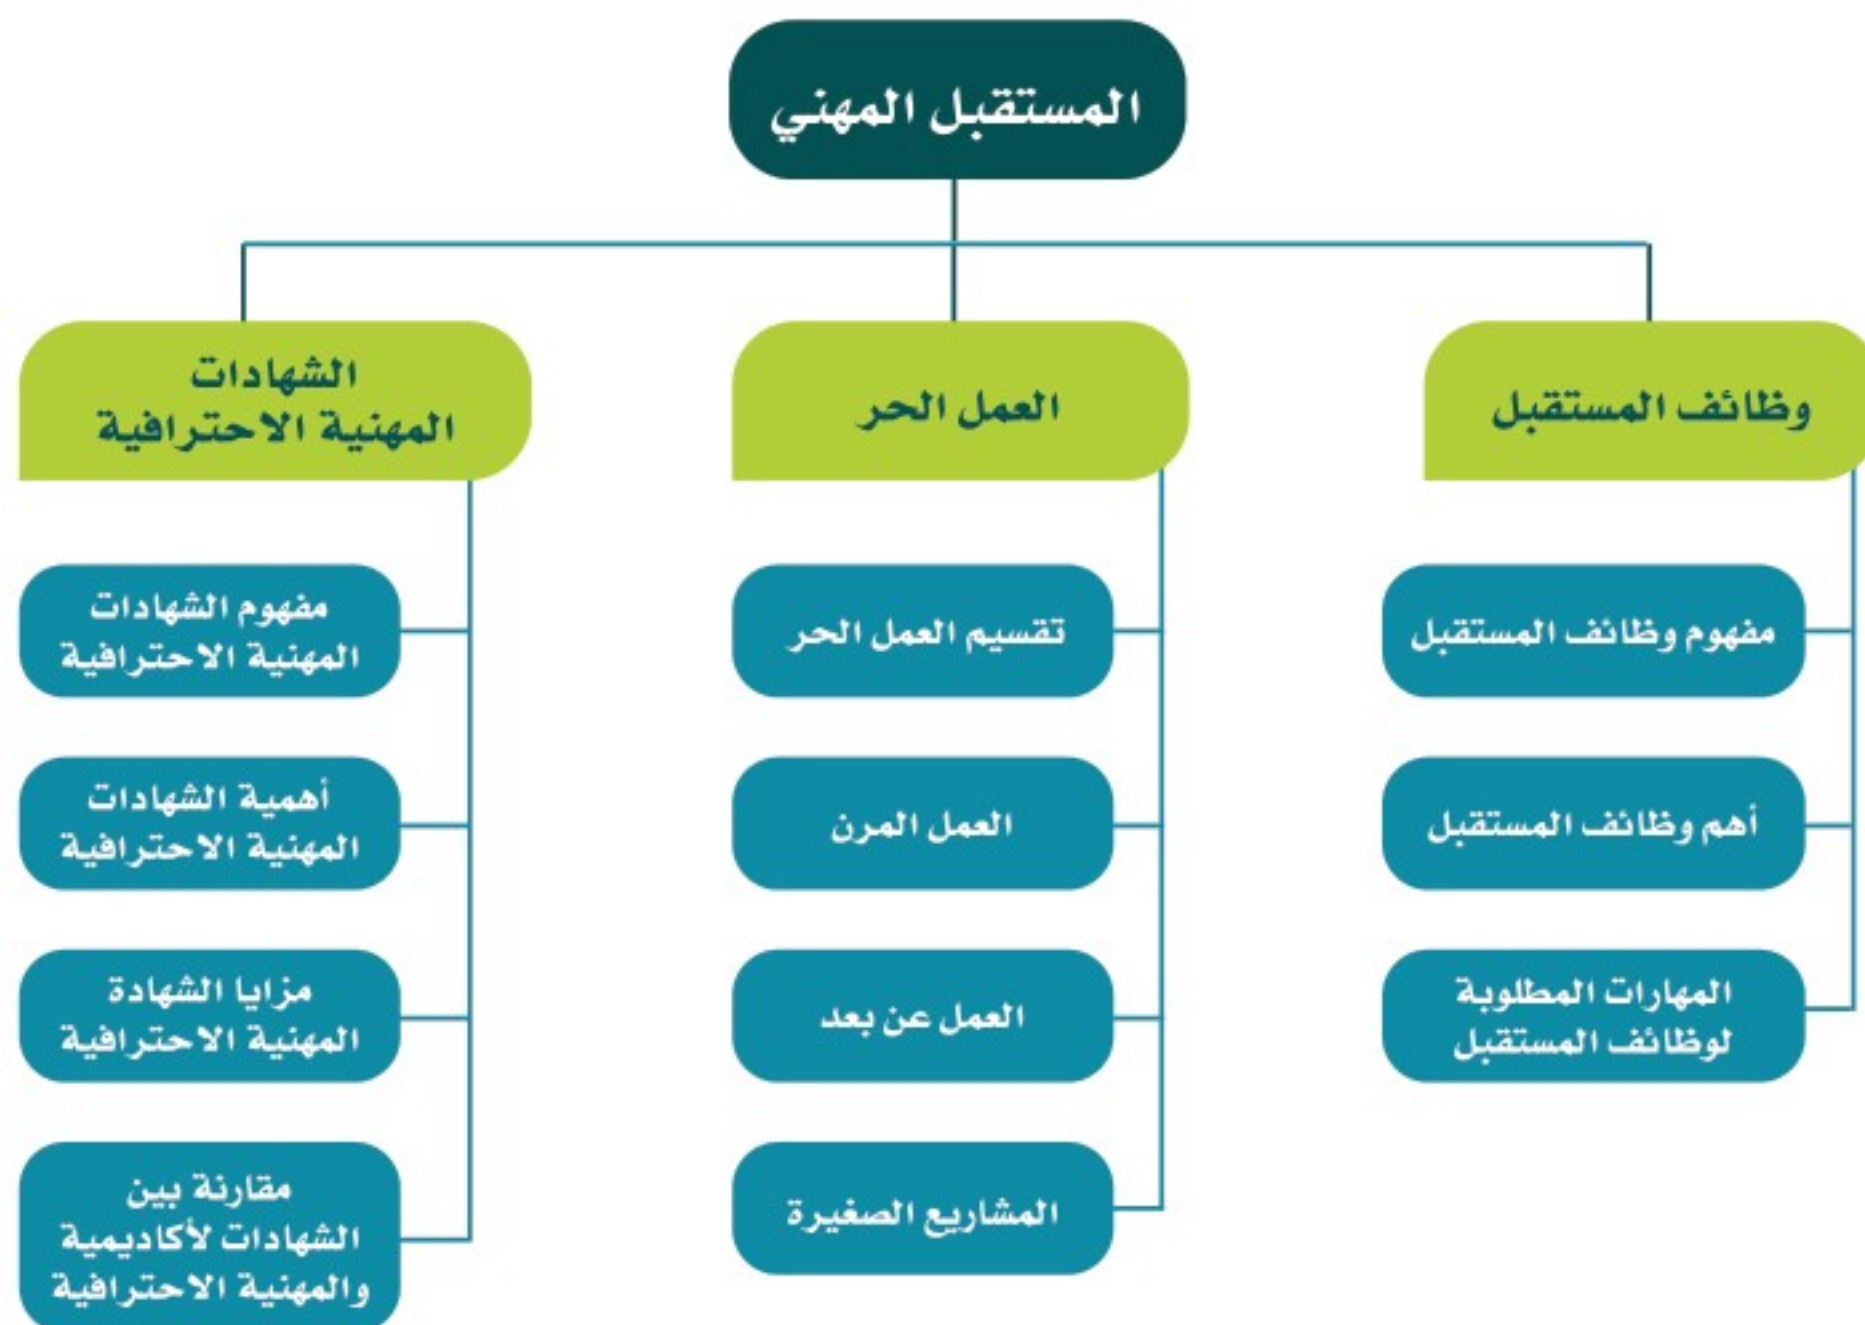 المستقبل المهني
وظائف المستقبل
مفهوم وظائف المستقبل
أهم وظائف المستقبل
المهارات المطلوبة
لوظائف المستقبل
العمل الحر
تقسيم العمل الحر
العمل المرن
العمل عن بعد
المشاريع الصغيرة
الشهادات
المهنية الاحترافية
مفهوم الشهادات
المهنية الاحترافية
أهمية الشهادات
المهنية الاحترافية
مزايا الشهادة
المهنية الاحترافية
مقارنة بين
الشهادات لأكاديمية
والمهنية الاحترافية